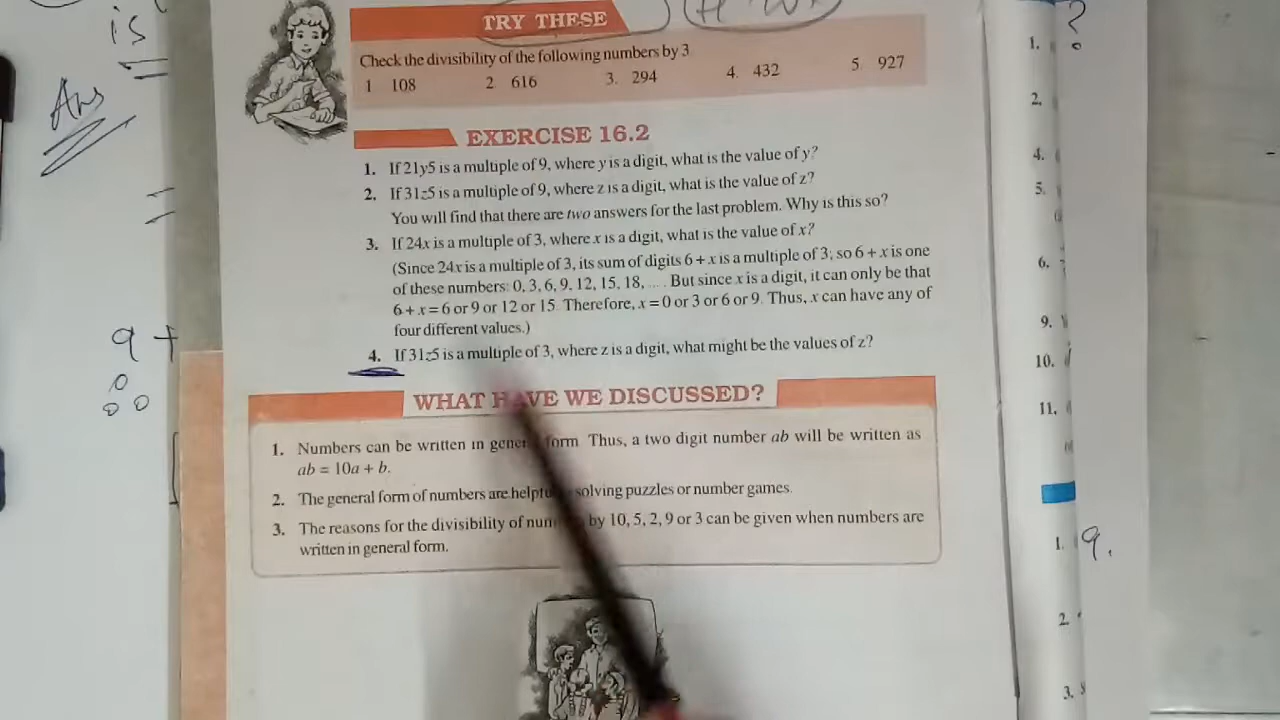 is
TRY THESE
Check the divisibility of the following numbers by 3
1 108 2 616 3. 294 4. 432 5 927
Ans
EXERCISE 16.2
1. If 21y5 is a multiple of 9, where y is a digit, what is the value of y?
2. If 31z5 is a multiple of 9, where z is a digit, what is the value of z?
You will find that there are two answers for the last problem. Why is this so?
3. If 24x is a multiple of 3, where x is a digit, what is the value of x?
(Since 24x is a multiple of 3, its sum of digits 6 + x is a multiple of 3; so 6 + x is one
of these numbers: 0, 3, 6, 9, 12, 15, 18, .... But since x is a digit, it can only be that
6 + x = 6 or 9 or 12 or 15. Therefore, x = 0 or 3 or 6 or 9. Thus, x can have any of
four different values.)
4. If 31z5 is a multiple of 3, where z is a digit, what might be the values of z?
9 +
WHAT HAVE WE DISCUSSED?
1. Numbers can be written in general form. Thus, a two digit number ab will be written as
ab = 10a + b.
2. The general form of numbers are solving puzzles or number games.
3. The reasons for the divisibility of by 10, 5, 2, 9 or 3 can be given when numbers are
written in general form.
1.
2.
4.
5.
6.
9.
10.
11.
1. 9.
2.
3.